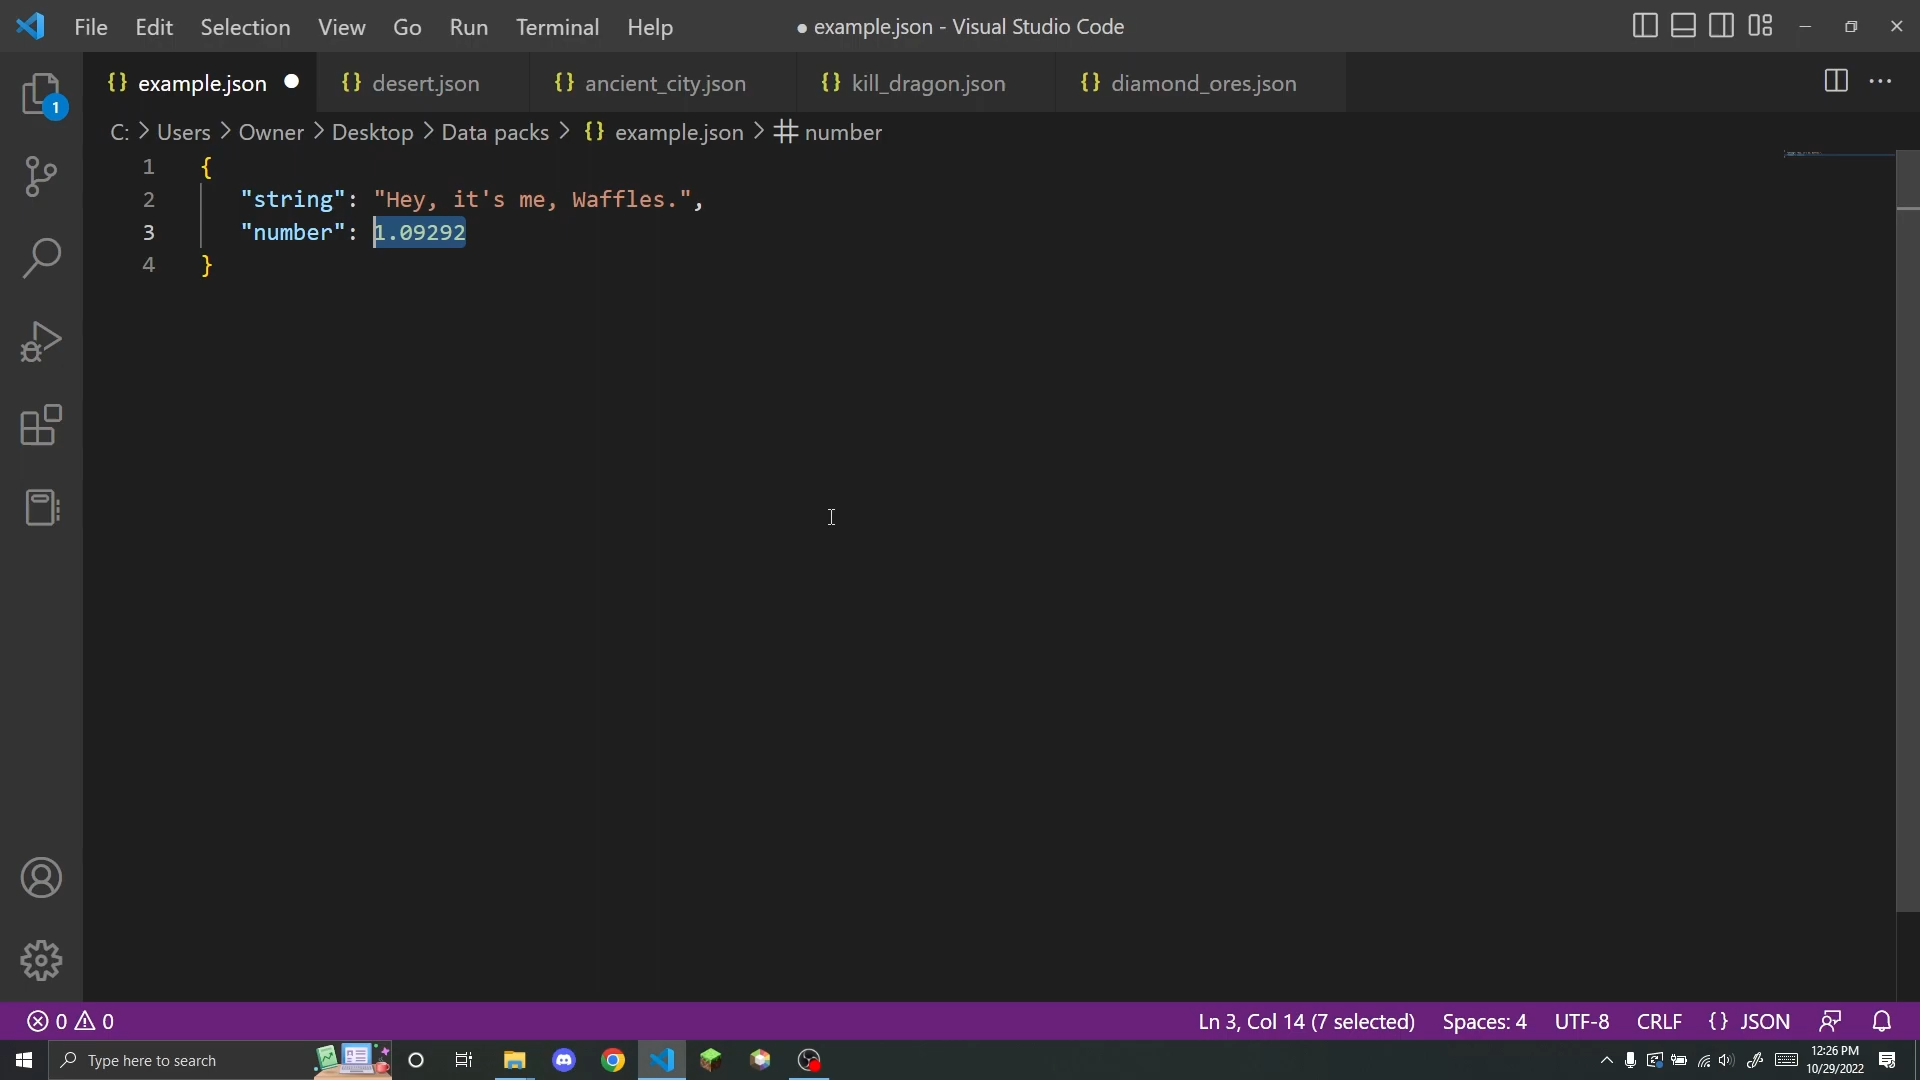 File Edit Selection View Go Run Terminal Help ● example.json - Visual Studio Code
{} example.json ● {} desert.json {} ancient_city.json {} kill_dragon.json {} diamond_ores.json ...
1
C: > Users > Owner > Desktop > Data packs > {} example.json > # number
1 {
2 "string": "Hey, it's me, Waffles.",
3 "number": 1.09292
4 }
0 0 Ln 3, Col 14 (7 selected) Spaces: 4 UTF-8 CRLF {} JSON
Type here to search 12:26 PM
10/29/2022